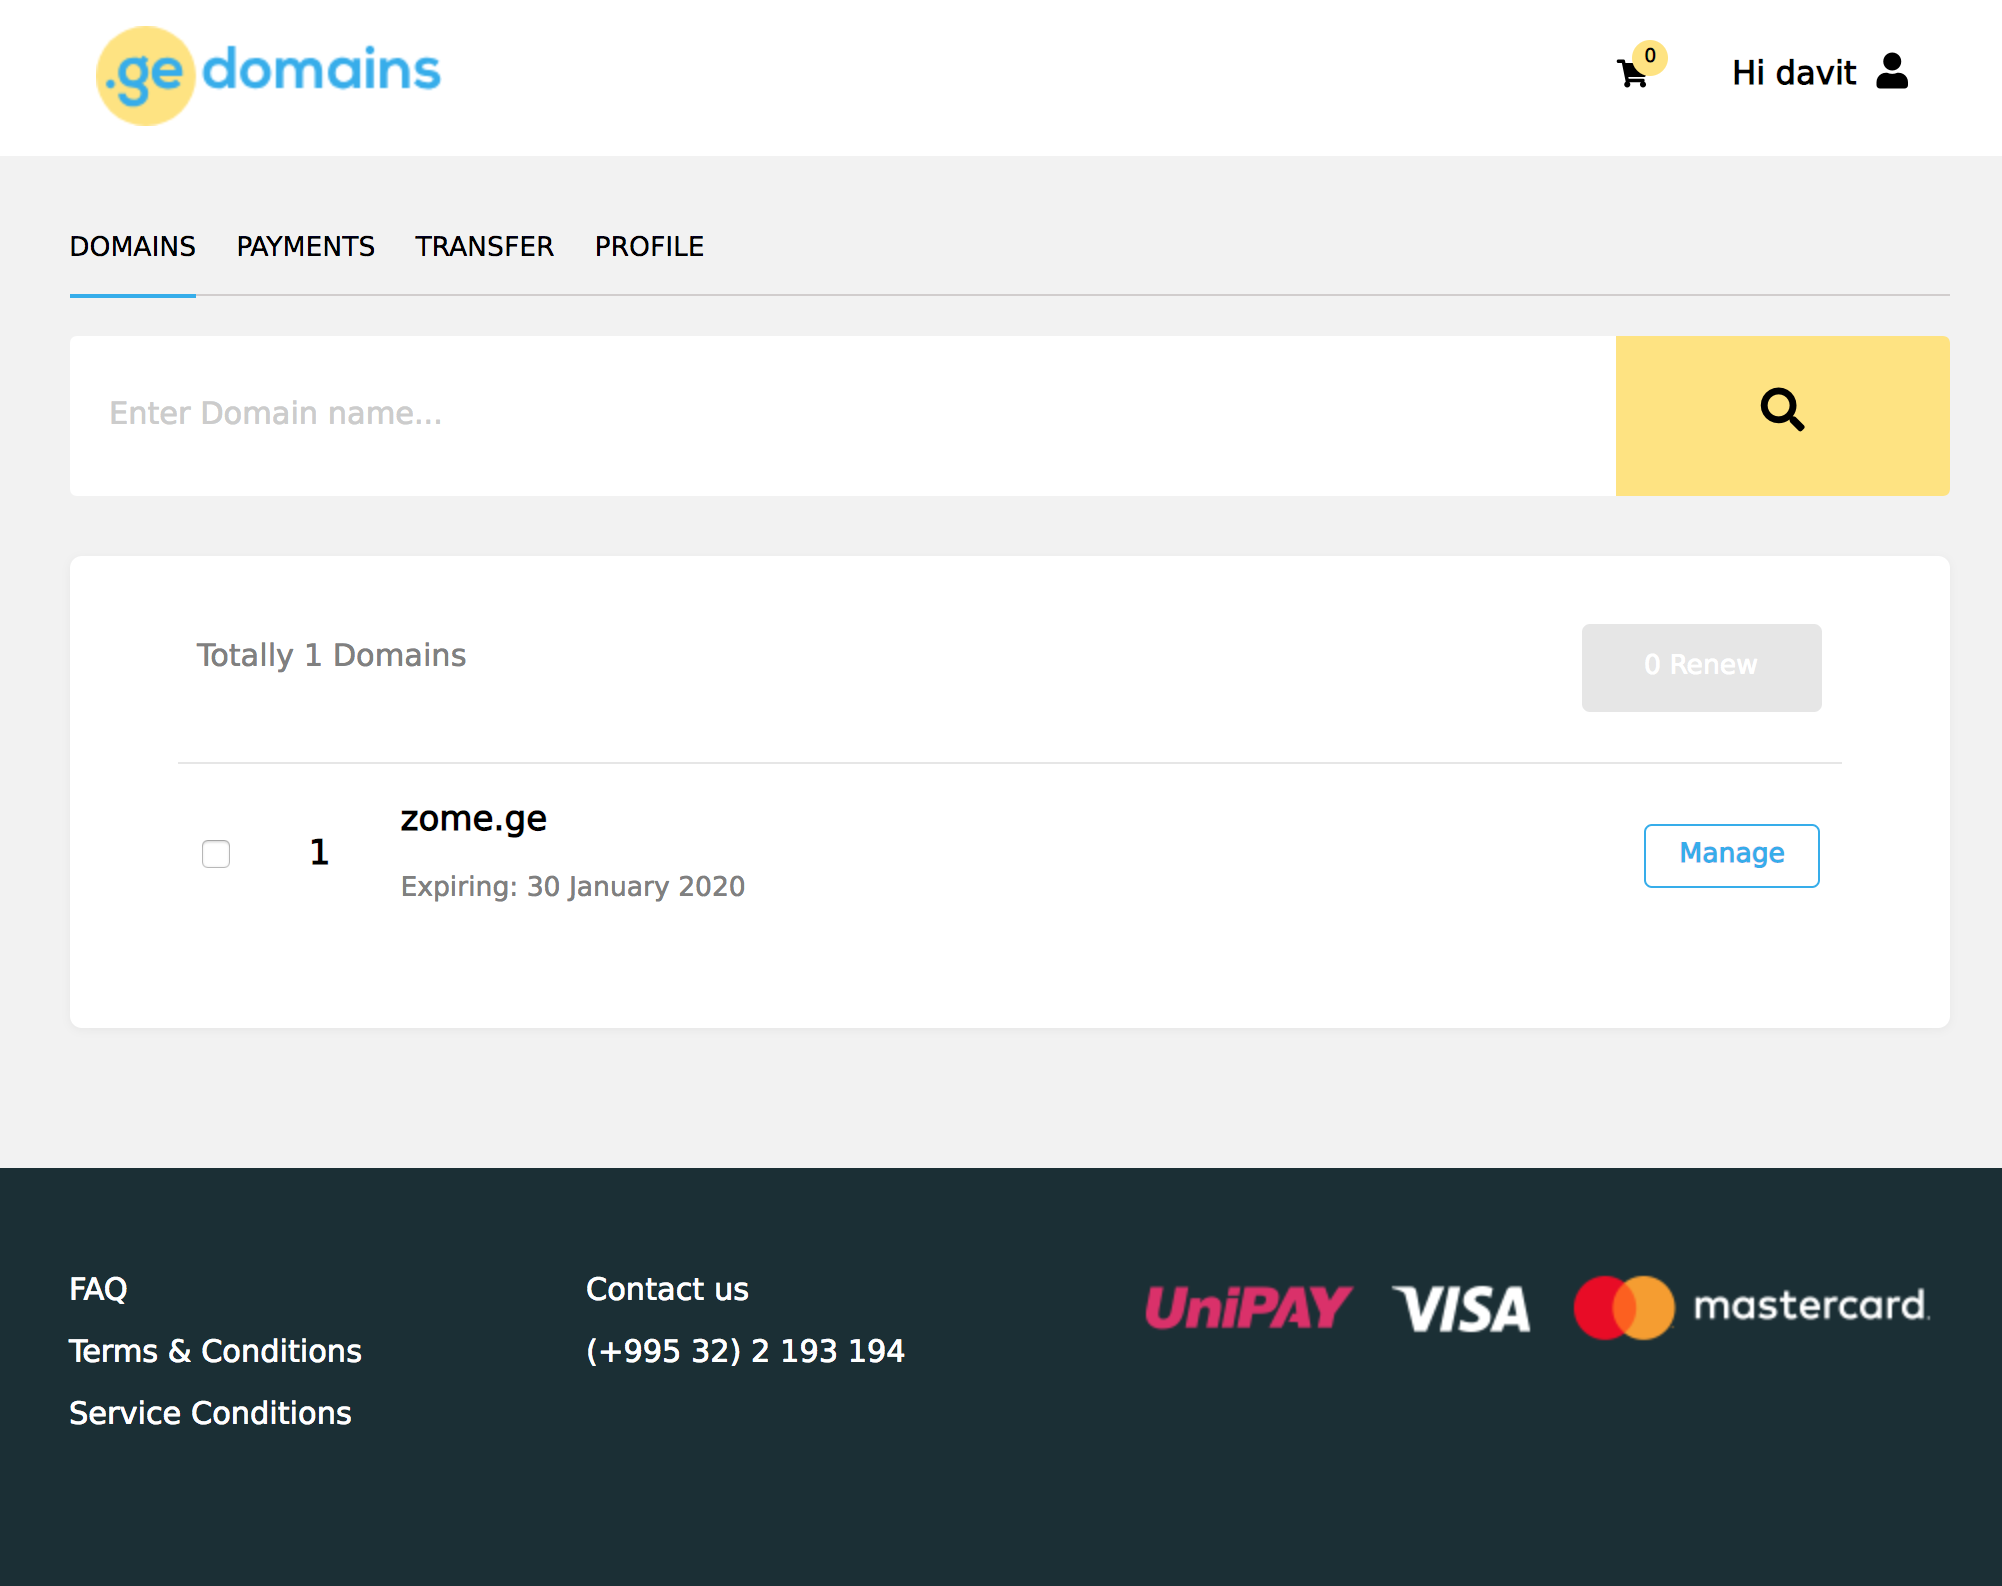 .ge domains
0
Hi davit
DOMAINS PAYMENTS TRANSFER PROFILE
Enter Domain name...
Totally 1 Domains
0 Renew
1
zome.ge
Expiring: 30 January 2020
Manage
FAQ
Terms & Conditions
Service Conditions
Contact us
(+995 32) 2 193 194
UniPAY VISA mastercard.